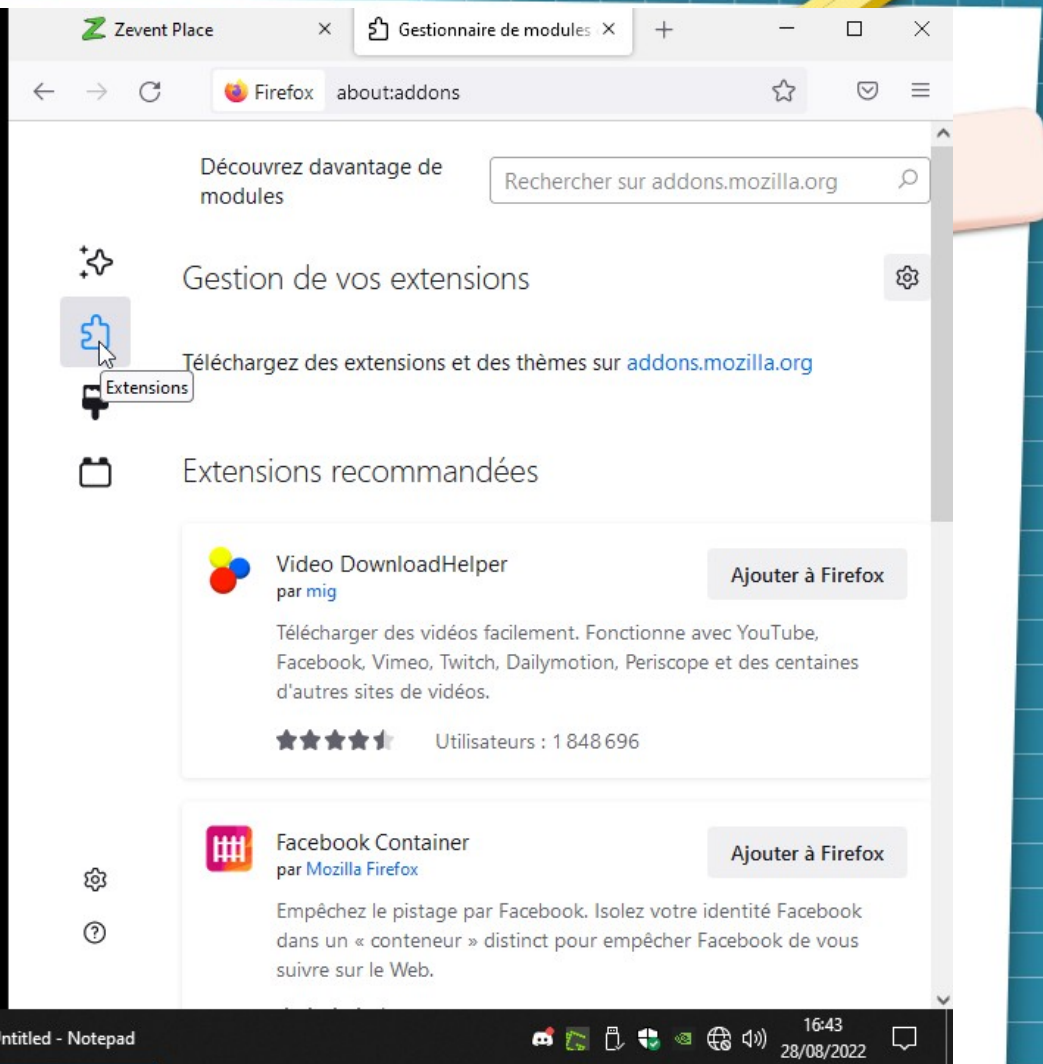 Zevent Place
Gestionnaire de modules
Firefox about:addons
Découvrez davantage de
modules
Rechercher sur addons.mozilla.org
Gestion de vos extensions
Téléchargez des extensions et des thèmes sur addons.mozilla.org
Extensions
Extensions recommandées
Video DownloadHelper
par mig
Ajouter à Firefox
Télécharger des vidéos facilement. Fonctionne avec YouTube,
Facebook, Vimeo, Twitch, Dailymotion, Periscope et des centaines
d'autres sites de vidéos.
Utilisateurs : 1 848 696
Facebook Container
par Mozilla Firefox
Ajouter à Firefox
Empêchez le pistage par Facebook. Isolez votre identité Facebook
dans un « conteneur » distinct pour empêcher Facebook de vous
suivre sur le Web.
ntitled - Notepad
16:43
28/08/2022